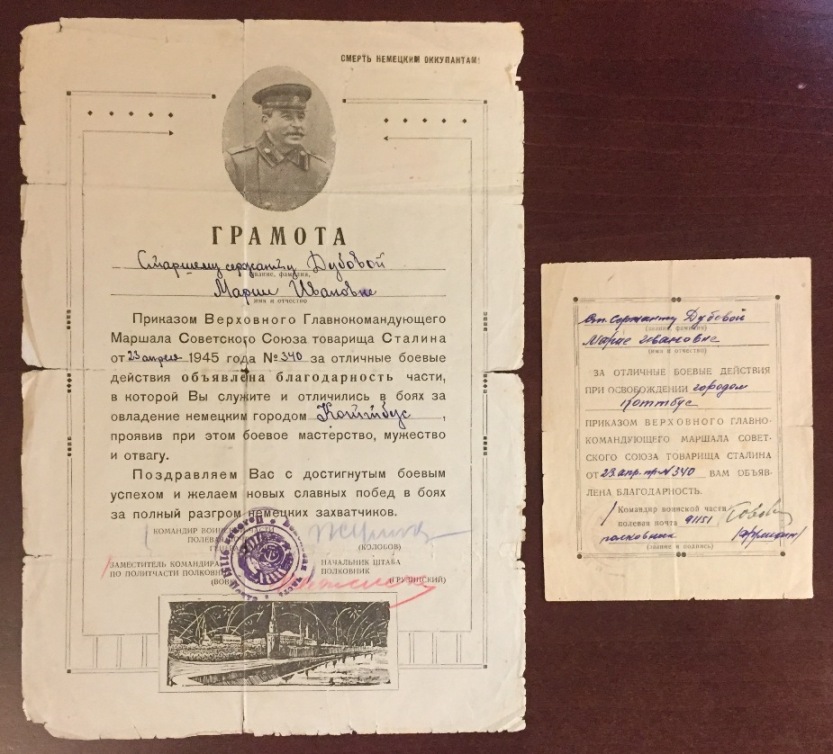 СМЕРТЬ НЕМЕЦКИМ ОККУПАНТАМ!
ГРАМОТА
Старшему сержанту Дубовой
звание, фамилия,
Марии Ивановне
имя и отчество
Приказом Верховного Главнокомандующего
Маршала Советского Союза товарища Сталина
от 23 апреля 1945 года № 340 за отличные боевые
действия объявлена благодарность части,
в которой Вы служите и отличились в боях за
овладение немецким городом Коттбус,
проявив при этом боевое мастерство, мужество
и отвагу.
Поздравляем Вас с достигнутым боевым
успехом и желаем новых славных побед в боях
за полный разгром немецких захватчиков.
КОМАНДИР
(КОЛОБОВ)
ЗАМЕСТИТЕЛЬ КОМАНДИРА
ПО ПОЛИТЧАСТИ
НАЧАЛЬНИК ШТАБА
ПОЛКОВНИК
Ст. Сержанту Дубовой
Марие Ивановне
(имя и отчество)
ЗА ОТЛИЧНЫЕ БОЕВЫЕ ДЕЙСТВИЯ
ПРИ ОСВОБОЖДЕНИИ городом
Коттбус
ПРИКАЗОМ ВЕРХОВНОГО ГЛАВНО-
КОМАНДУЮЩЕГО МАРШАЛА СОВЕТ-
СКОГО СОЮЗА ТОВАРИЩА СТАЛИНА
ОТ 23 апр. пр. № 340 ВАМ ОБЪЯВ-
ЛЕНА БЛАГОДАРНОСТЬ.
Командир воинской части
полевая почта 91151
полковник
(звание и подпись)